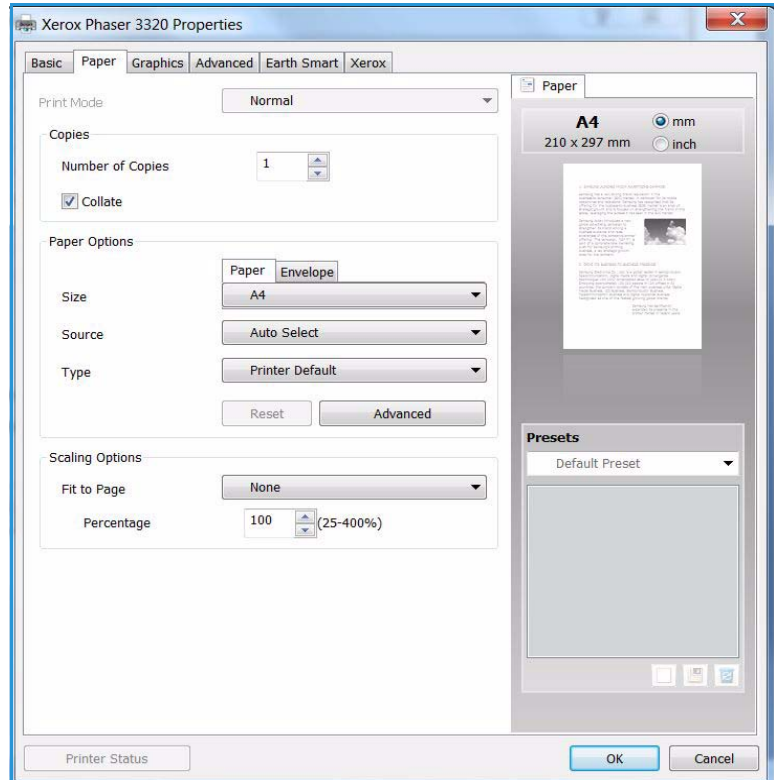 Xerox Phaser 3320 Properties
X
Basic Paper Graphics Advanced Earth Smart Xerox
Print Mode Normal
Copies
Number of Copies 1
Collate
Paper Options
Paper Envelope
Size A4
Source Auto Select
Type Printer Default
Reset Advanced
Scaling Options
Fit to Page None
Percentage 100 (25-400%)
Paper
A4 mm
210 x 297 mm inch
Presets
Default Preset
Printer Status OK Cancel